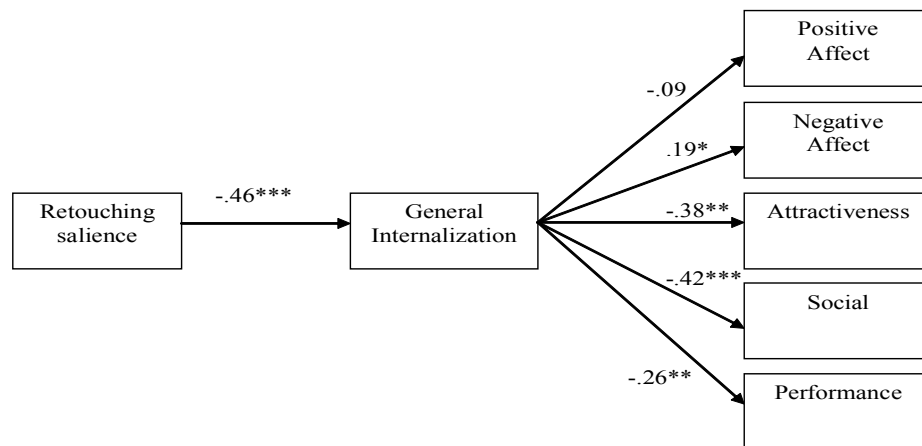 Positive
Affect
-.09
Negative
Affect
.19*
-.46***
Retouching
salience
General
Internalization
-.38**
Attractiveness
-.42***
Social
-.26**
Performance